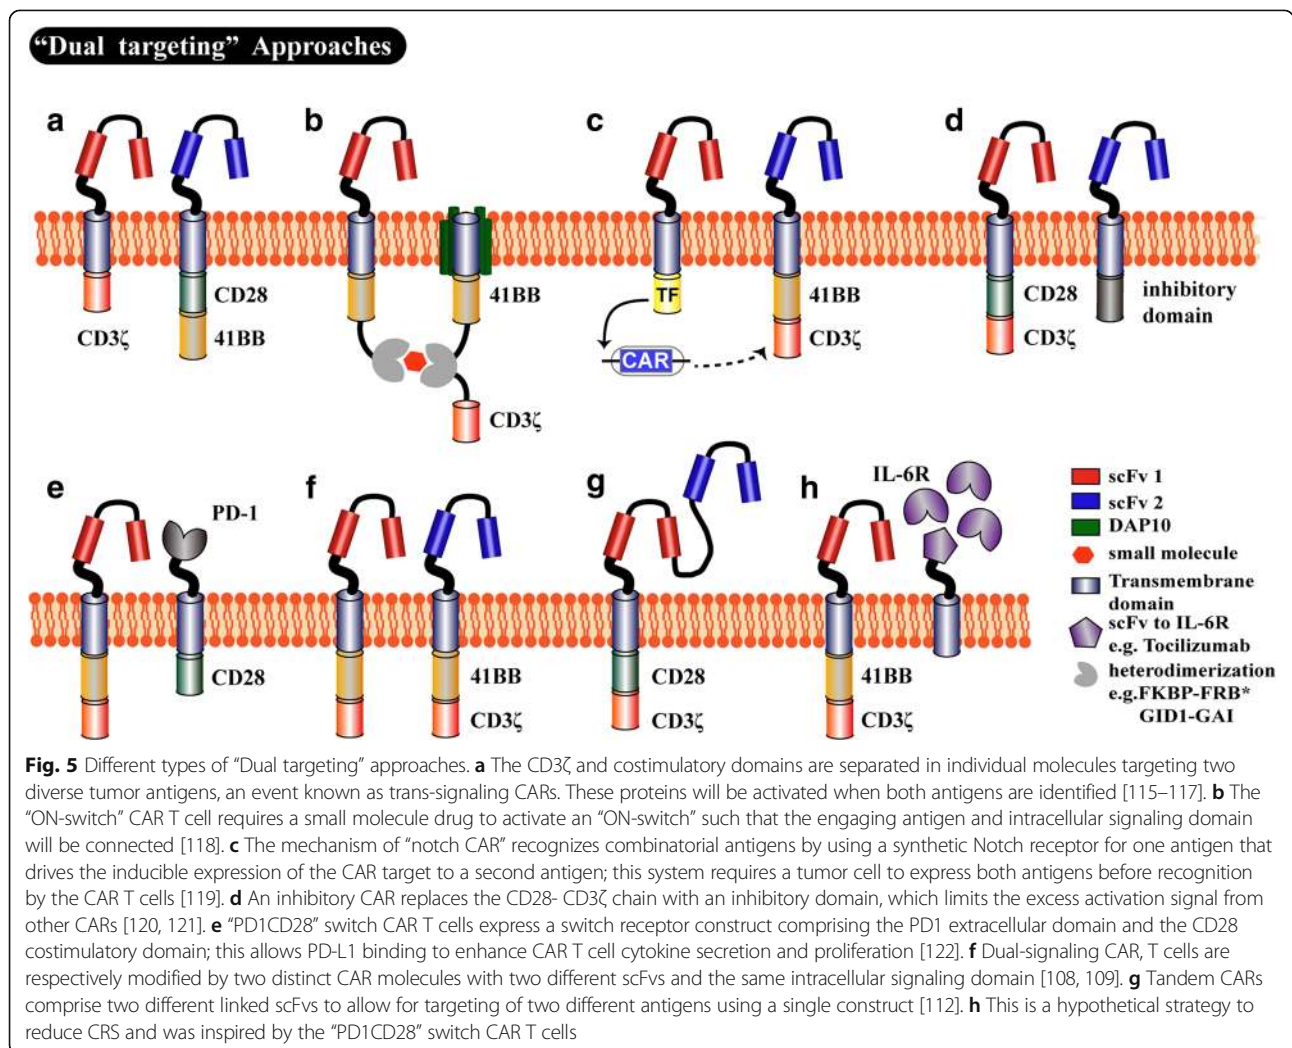 “Dual targeting” Approaches
a
b
c
d
CD3ζ
CD28
41BB
41BB
CD3ζ
TF
CAR
41BB
CD3ζ
CD28
CD3ζ
inhibitory
domain
e
f
g
h
PD-1
CD28
41BB
CD3ζ
CD28
CD3ζ
IL-6R
41BB
CD3ζ
scFv 1
scFv 2
DAP10
small molecule
Transmembrane
domain
scFv to IL-6R
e.g. Tocilizumab
heterodimerization
e.g.FKBP-FRB*
GID1-GAI
Fig. 5 Different types of “Dual targeting” approaches. a The CD3ζ and costimulatory domains are separated in individual molecules targeting two
diverse tumor antigens, an event known as trans-signaling CARs. These proteins will be activated when both antigens are identified [115–117]. b The
“ON-switch” CAR T cell requires a small molecule drug to activate an “ON-switch” such that the engaging antigen and intracellular signaling domain
will be connected [118]. c The mechanism of “notch CAR” recognizes combinatorial antigens by using a synthetic Notch receptor for one antigen that
drives the inducible expression of the CAR target to a second antigen; this system requires a tumor cell to express both antigens before recognition
by the CAR T cells [119]. d An inhibitory CAR replaces the CD28- CD3ζ chain with an inhibitory domain, which limits the excess activation signal from
other CARs [120, 121]. e “PD1CD28” switch CAR T cells express a switch receptor construct comprising the PD1 extracellular domain and the CD28
costimulatory domain; this allows PD-L1 binding to enhance CAR T cell cytokine secretion and proliferation [122]. f Dual-signaling CAR, T cells are
respectively modified by two distinct CAR molecules with two different scFvs and the same intracellular signaling domain [108, 109]. g Tandem CARs
comprise two different linked scFvs to allow for targeting of two different antigens using a single construct [112]. h This is a hypothetical strategy to
reduce CRS and was inspired by the “PD1CD28” switch CAR T cells